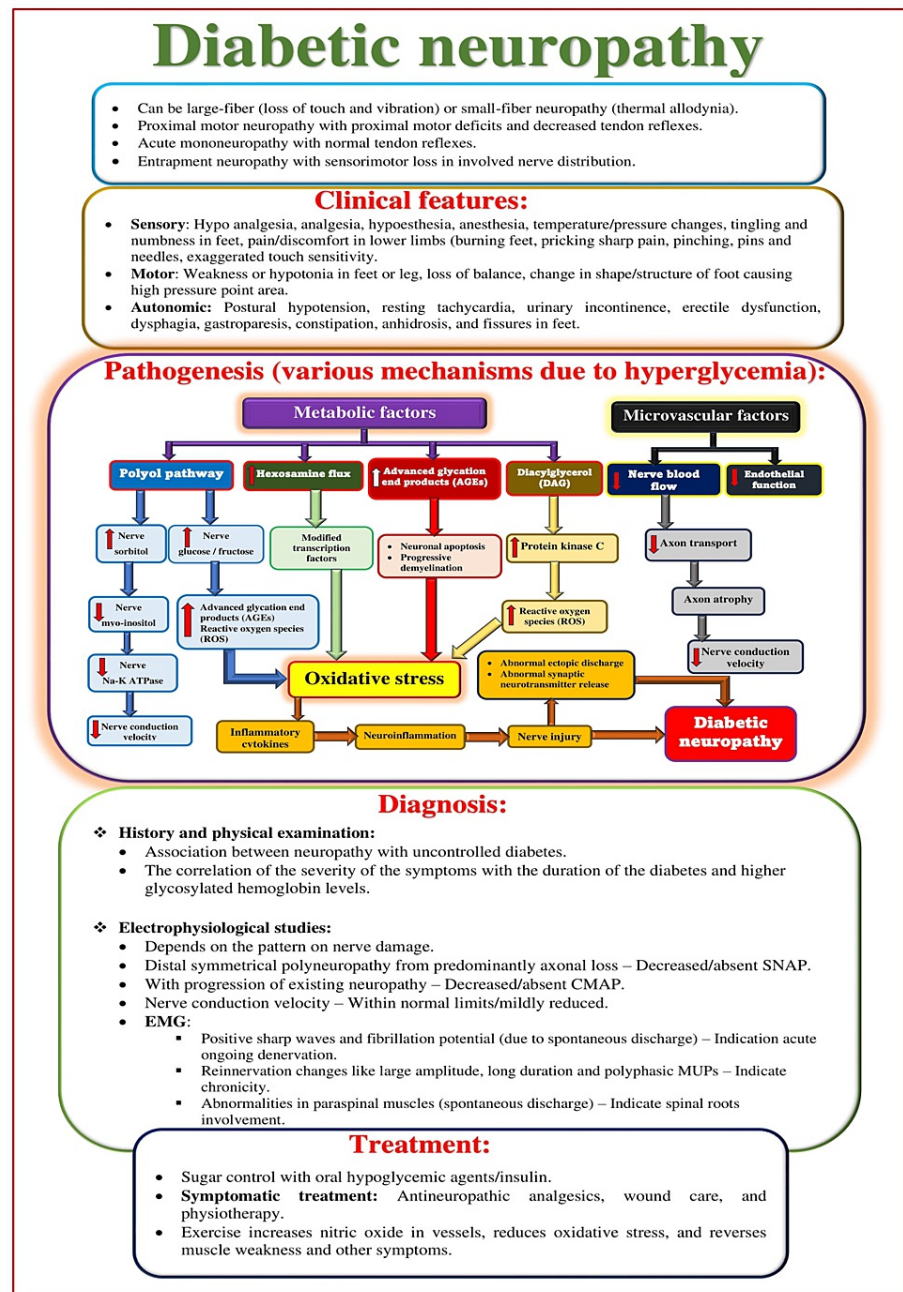 Diabetic neuropathy
• Can be large-fiber (loss of touch and vibration) or small-fiber neuropathy (thermal allodynia).
• Proximal motor neuropathy with proximal motor deficits and decreased tendon reflexes.
• Acute mononeuropathy with normal tendon reflexes.
• Entrapment neuropathy with sensorimotor loss in involved nerve distribution.
Clinical features:
• Sensory: Hypo analgesia, analgesia, hypoesthesia, anesthesia, temperature/pressure changes, tingling and
numbness in feet, pain/discomfort in lower limbs (burning feet, pricking sharp pain, pinching, pins and
needles, exaggerated touch sensitivity.
• Motor: Weakness or hypotonia in feet or leg, loss of balance, change in shape/structure of foot causing
high pressure point area.
• Autonomic: Postural hypotension, resting tachycardia, urinary incontinence, erectile dysfunction,
dysphagia, gastroparesis, constipation, anhidrosis, and fissures in feet.
Pathogenesis (various mechanisms due to hyperglycemia):
Metabolic factors
Microvascular factors
Polyol pathway
Hexosamine flux
Advanced glycation
end products (AGEs)
Diacylglycerol
(DAG)
Nerve blood
flow
Endothelial
function
Nerve
sorbitol
Nerve
glucose / fructose
Modified
transcription
factors
• Neuronal apoptosis
• Progressive
demyelination
Protein kinase C
Axon transport
Nerve
myo-inositol
Advanced glycation end
products (AGEs)
Reactive oxygen species
(ROS)
Reactive oxygen
species (ROS)
Axon atrophy
Nerve
Na-K ATPase
Oxidative stress
• Abnormal ectopic discharge
• Abnormal synaptic
neurotransmitter release
Nerve conduction
velocity
Nerve conduction
velocity
Inflammatory
cytokines
Neuroinflammation
Nerve injury
Diabetic
neuropathy
Diagnosis:
❖ History and physical examination:
• Association between neuropathy with uncontrolled diabetes.
• The correlation of the severity of the symptoms with the duration of the diabetes and higher
glycosylated hemoglobin levels.
❖ Electrophysiological studies:
• Depends on the pattern on nerve damage.
• Distal symmetrical polyneuropathy from predominantly axonal loss – Decreased/absent SNAP.
• With progression of existing neuropathy – Decreased/absent CMAP.
• Nerve conduction velocity – Within normal limits/mildly reduced.
• EMG:
▪ Positive sharp waves and fibrillation potential (due to spontaneous discharge) – Indication acute
ongoing denervation.
▪ Reinnervation changes like large amplitude, long duration and polyphasic MUPs – Indicate
chronicity.
▪ Abnormalities in paraspinal muscles (spontaneous discharge) – Indicate spinal roots
involvement.
Treatment:
• Sugar control with oral hypoglycemic agents/insulin.
• Symptomatic treatment: Antineuropathic analgesics, wound care, and
physiotherapy.
• Exercise increases nitric oxide in vessels, reduces oxidative stress, and reverses
muscle weakness and other symptoms.